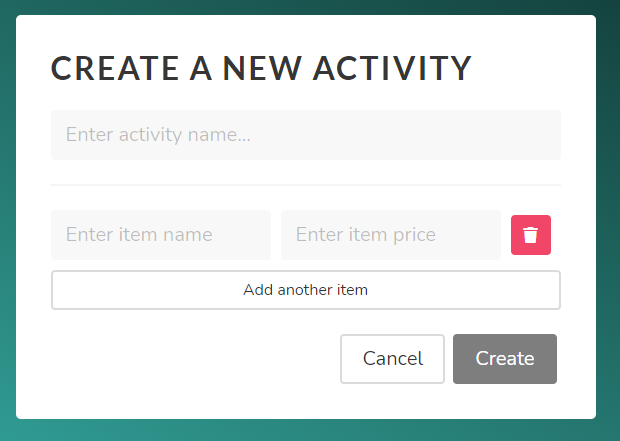 CREATE A NEW ACTIVITY
Enter activity name...
Enter item name Enter item price
Add another item
Cancel Create